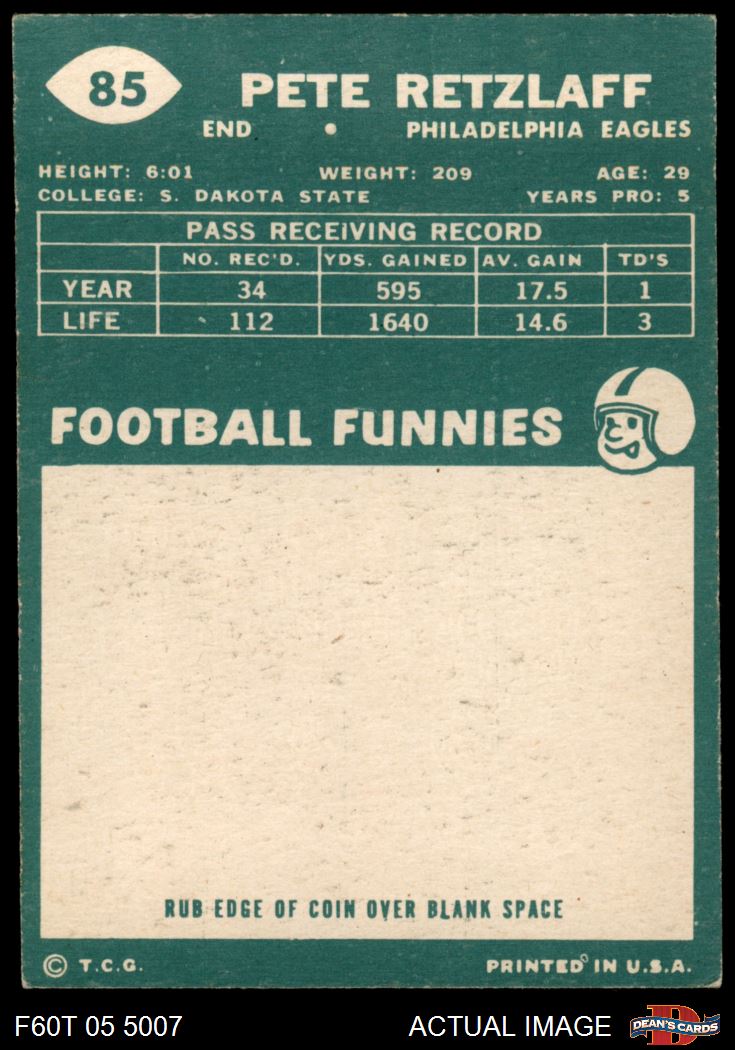 85
PETE RETZLAFF
END • PHILADELPHIA EAGLES
HEIGHT: 6:01 WEIGHT: 209 AGE: 29
COLLEGE: S. DAKOTA STATE YEARS PRO: 5
PASS RECEIVING RECORD
NO. REC'D. YDS. GAINED AV. GAIN TD'S
YEAR 34 595 17.5 1
LIFE 112 1640 14.6 3
FOOTBALL FUNNIES
RUB EDGE OF COIN OVER BLANK SPACE
© T.C.G. PRINTED IN U.S.A.
F60T 05 5007 ACTUAL IMAGE D DEAN'S CARDS